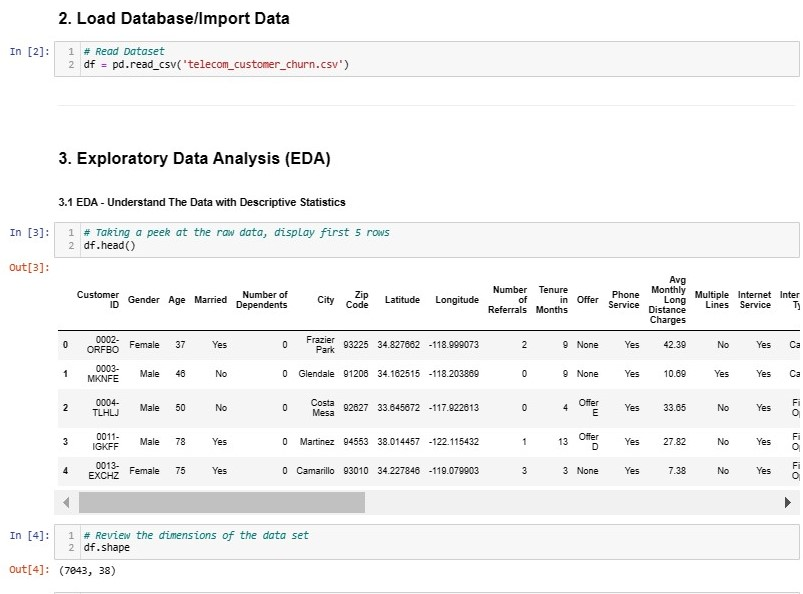 2. Load Database/Import Data
In [2]: 1 # Read Dataset
2 df = pd.read_csv('telecom_customer_churn.csv')
3. Exploratory Data Analysis (EDA)
3.1 EDA - Understand The Data with Descriptive Statistics
In [3]: 1 # Taking a peek at the raw data, display first 5 rows
2 df.head()
Out[3]:
Customer ID Gender Age Married Number of Dependents City Zip Code Latitude Longitude Number of Referrals Tenure in Months Offer Phone Service Avg Monthly Long Distance Charges Multiple Lines Internet Service Inter Ty
0 0002-ORFBO Female 37 Yes 0 Frazier Park 93225 34.827662 -118.999073 2 9 None Yes 42.39 No Yes Ca
1 0003-MKNFE Male 46 No 0 Glendale 91206 34.162515 -118.203869 0 9 None Yes 10.69 Yes Yes Ca
2 0004-TLHLJ Male 50 No 0 Costa Mesa 92627 33.645672 -117.922613 0 4 Offer E Yes 33.65 No Yes Fi O
3 0011-IGKFF Male 78 Yes 0 Martinez 94553 38.014457 -122.115432 1 13 Offer D Yes 27.82 No Yes Fi O
4 0013-EXCHZ Female 75 Yes 0 Camarillo 93010 34.227846 -119.079903 3 3 None Yes 7.38 No Yes Fi O
In [4]: 1 # Review the dimensions of the data set
2 df.shape
Out[4]: (7043, 38)